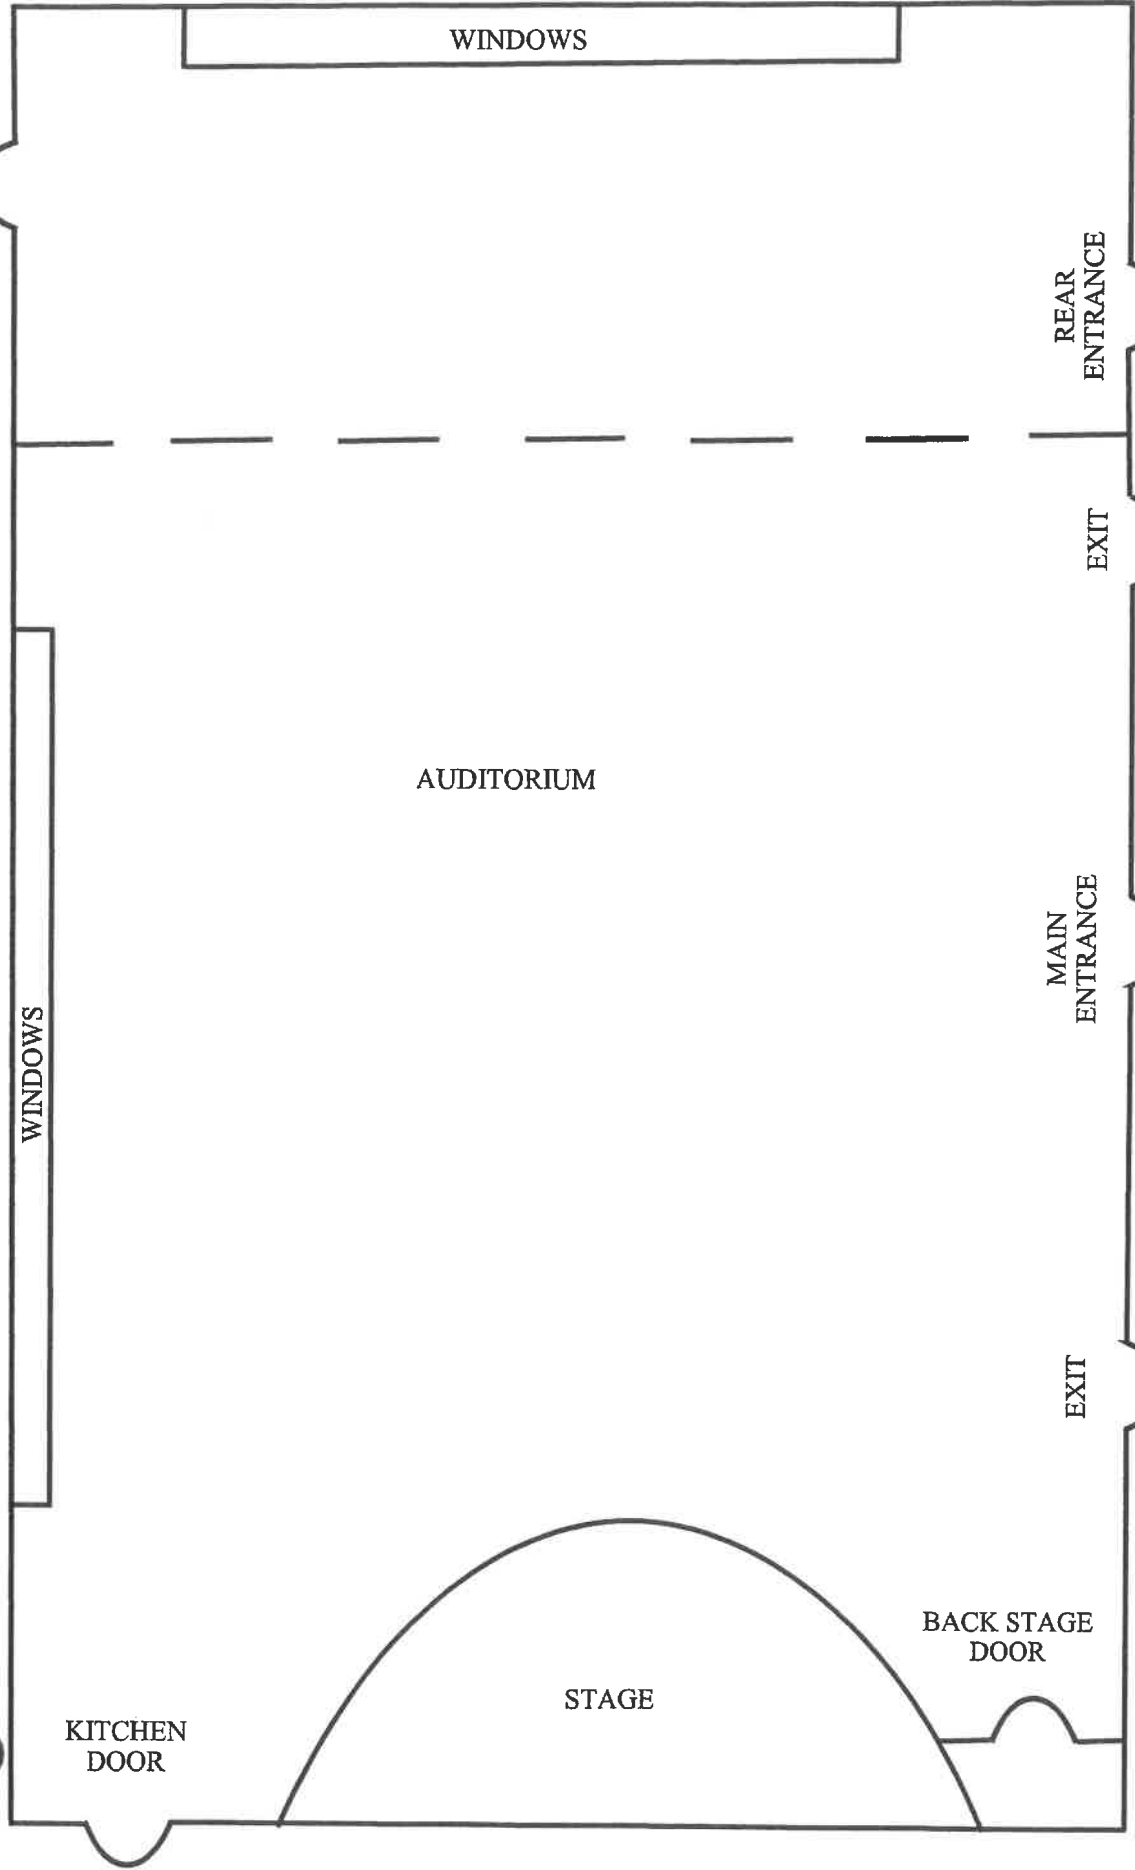 WINDOWS
REAR
ENTRANCE
EXIT
AUDITORIUM
MAIN
ENTRANCE
WINDOWS
EXIT
BACK STAGE
DOOR
STAGE
KITCHEN
DOOR